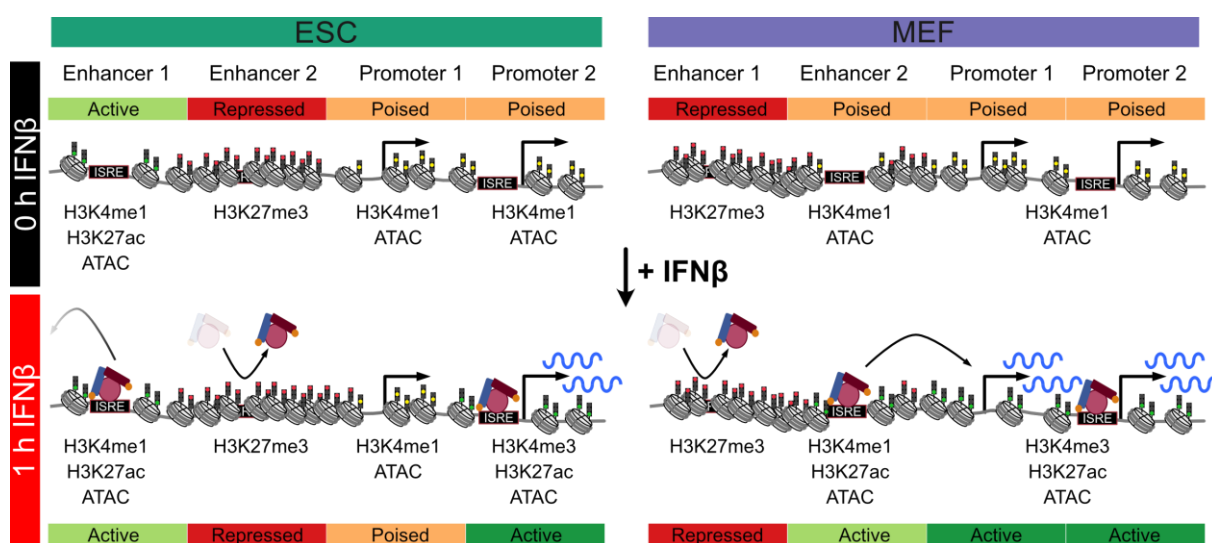 ESC
MEF
Enhancer 1 Enhancer 2 Promoter 1 Promoter 2
Enhancer 1 Enhancer 2 Promoter 1 Promoter 2
0 h IFNβ
Active Repressed Poised Poised
Repressed Poised Poised Poised
ISRE ISRE
ISRE ISRE
H3K4me1 H3K27me3 H3K4me1 H3K4me1
H3K27ac ATAC ATAC
ATAC
H3K27me3 H3K4me1 H3K4me1
ATAC ATAC
+ IFNβ
1 h IFNβ
ISRE ISRE
ISRE ISRE
H3K4me1 H3K27me3 H3K4me1 H3K4me3
H3K27ac ATAC H3K27ac
ATAC ATAC
H3K27me3 H3K4me1 H3K4me3
H3K27ac H3K27ac
ATAC ATAC
Active Repressed Poised Active
Repressed Active Active Active